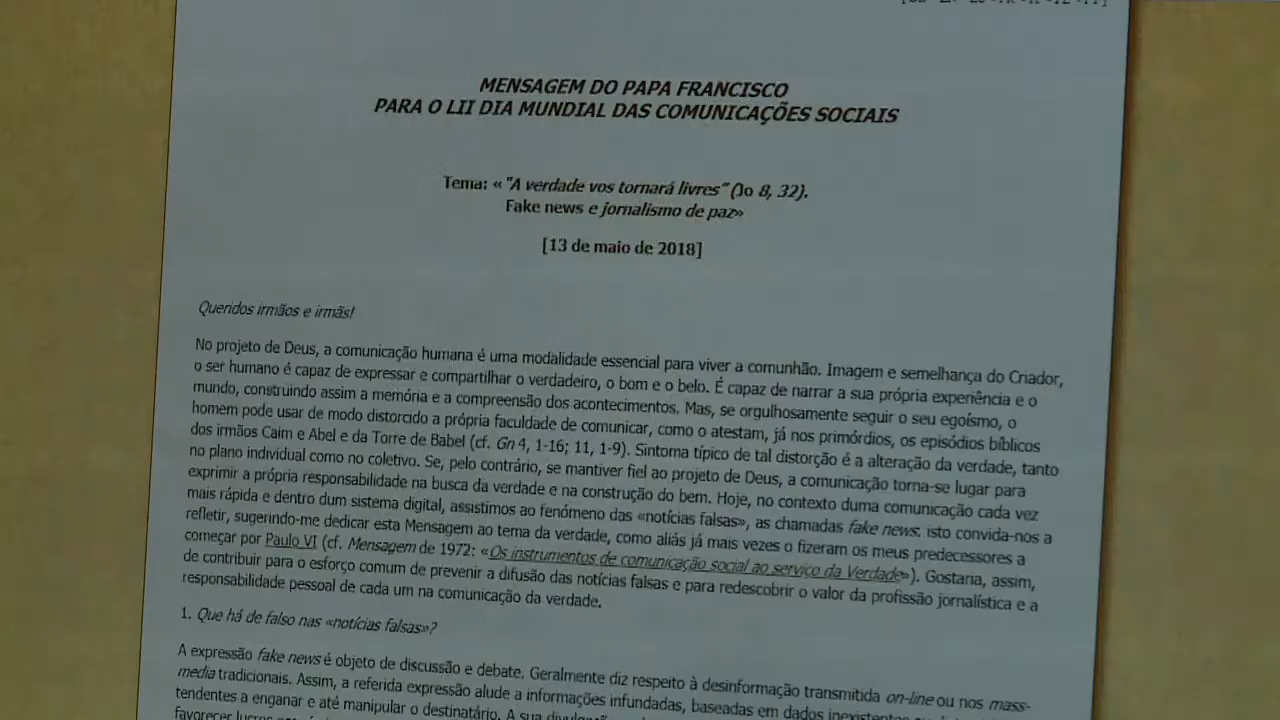 MENSAGEM DO PAPA FRANCISCO
PARA O LII DIA MUNDIAL DAS COMUNICAÇÕES SOCIAIS
Tema: « "A verdade vos tornará livres" (Jo 8, 32).
Fake news e jornalismo de paz»
[13 de maio de 2018]
Queridos irmãos e irmãs!
No projeto de Deus, a comunicação humana é uma modalidade essencial para viver a comunhão. Imagem e semelhança do Criador,
o ser humano é capaz de expressar e compartilhar o verdadeiro, o bom e o belo. É capaz de narrar a sua própria experiência e o
mundo, construindo assim a memória e a compreensão dos acontecimentos. Mas, se orgulhosamente seguir o seu egoísmo, o
homem pode usar de modo distorcido a própria faculdade de comunicar, como o atestam, já nos primórdios, os episódios bíblicos
dos irmãos Caim e Abel e da Torre de Babel (cf. Gn 4, 1-16; 11, 1-9). Sintoma típico de tal distorção é a alteração da verdade, tanto
no plano individual como no coletivo. Se, pelo contrário, se mantiver fiel ao projeto de Deus, a comunicação torna-se lugar para
exprimir a própria responsabilidade na busca da verdade e na construção do bem. Hoje, no contexto duma comunicação cada vez
mais rápida e dentro dum sistema digital, assistimos ao fenómeno das «notícias falsas», as chamadas fake news: isto convida-nos a
refletir, sugerindo-me dedicar esta Mensagem ao tema da verdade, como aliás já mais vezes o fizeram os meus predecessores a
começar por Paulo VI (cf. Mensagem de 1972: «Os instrumentos de comunicação social ao serviço da Verdade»). Gostaria, assim,
de contribuir para o esforço comum de prevenir a difusão das notícias falsas e para redescobrir o valor da profissão jornalística e a
responsabilidade pessoal de cada um na comunicação da verdade.
1. Que há de falso nas «notícias falsas»?
A expressão fake news é objeto de discussão e debate. Geralmente diz respeito à desinformação transmitida on-line ou nos mass-
media tradicionais. Assim, a referida expressão alude a informações infundadas, baseadas em dados inexistentes
tendentes a enganar e até manipular o destinatário. A sua
favorecer